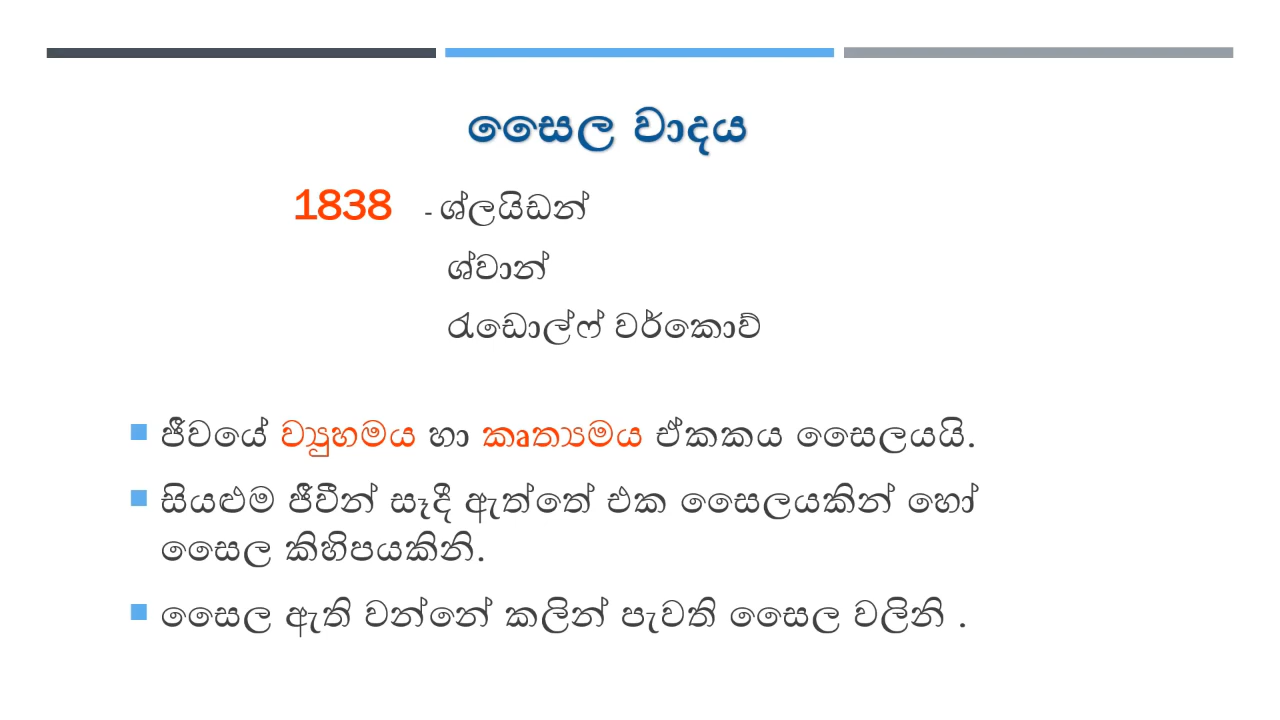 සෛල වාදය
1838 - ශ්ලයිඩන්
ශ්වාන්
රැඩොල්ෆ් වර්කොව්
ජීවයේ ව්‍යුහමය හා කෘත්‍යමය ඒකකය සෛලයයි.
සියළුම ජීවීන් සෑදී ඇත්තේ එක සෛලයකින් හෝ
සෛල කිහිපයකිනි.
සෛල ඇති වන්නේ කලින් පැවති සෛල වලිනි .